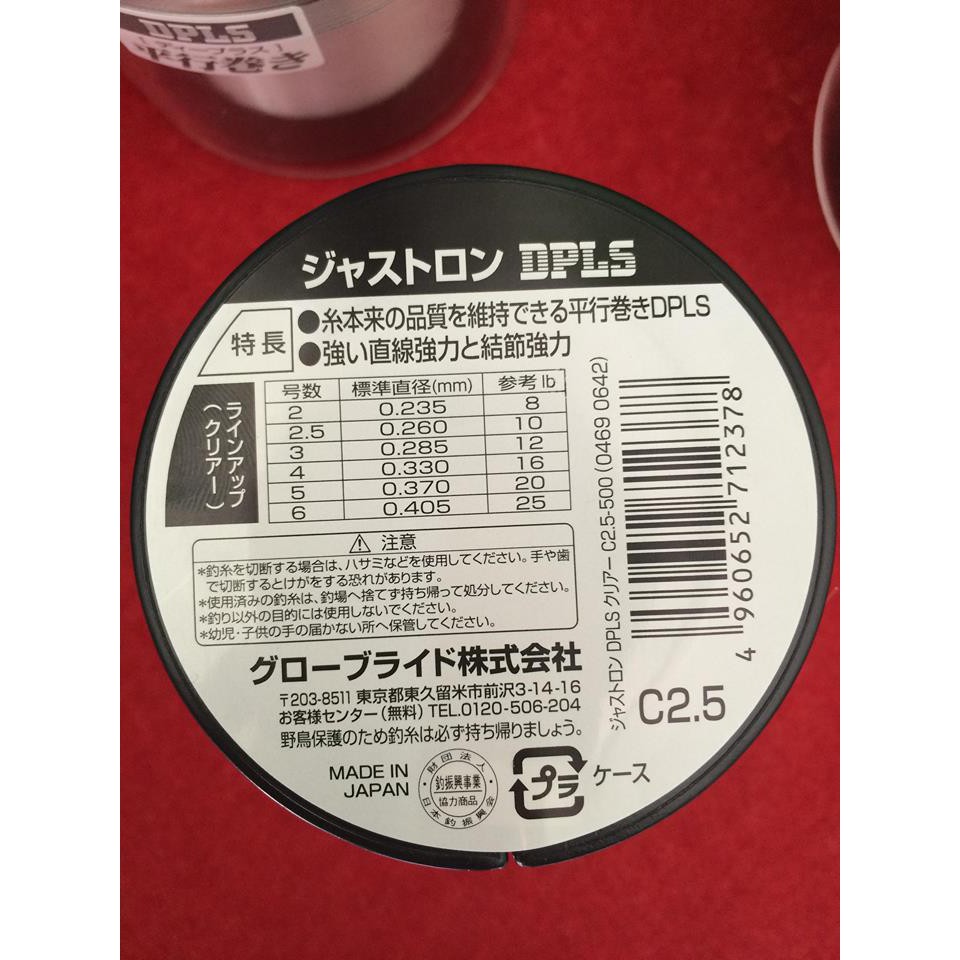 DPLS
[ディープラス]
平行巻き
ジャストロン DPLS
特長
●糸本来の品質を維持できる平行巻きDPLS
●強い直線強力と結節強力
ラインアップ
(クリアー)
号数 標準直径(mm) 参考lb
2 0.235 8
2.5 0.260 10
3 0.285 12
4 0.330 16
5 0.370 20
6 0.405 25
⚠ 注意
*釣糸を切断する場合は、ハサミなどを使用してください。手や歯
で切断するとけがをする恐れがあります。
*使用済みの釣糸は、釣場へ捨てず持ち帰って処分してください。
*釣り以外の目的には使用しないでください。
*幼児・子供の手の届かない所へ保管してください。
グローブライド株式会社
〒203-8511 東京都東久留米市前沢3-14-16
お客様センター(無料) TEL.0120-506-204
野鳥保護のため釣糸は必ず持ち帰りましょう。
MADE IN
JAPAN
財団法人
釣振興事業
協力商品
日本釣振興会
プラ ケース
ジャストロン DPLS クリアー C2.5-500 (0469 0642)
C2.5
4 960652 712378